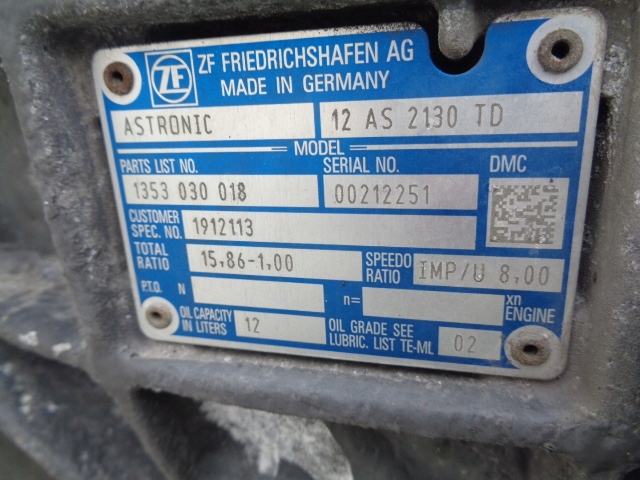 ZF ZF FRIEDRICHSHAFEN AG
MADE IN GERMANY
ASTRONIC 12 AS 2130 TD
MODEL
PARTS LIST NO. SERIAL NO. DMC
1353 030 018 00212251
CUSTOMER SPEC. NO. 1912113
TOTAL RATIO 15,86-1,00 SPEEDO RATIO IMP/U 8,00
P.T.O. N n= xn ENGINE
OIL CAPACITY IN LITERS 12 OIL GRADE SEE LUBRIC. LIST TE-ML 02